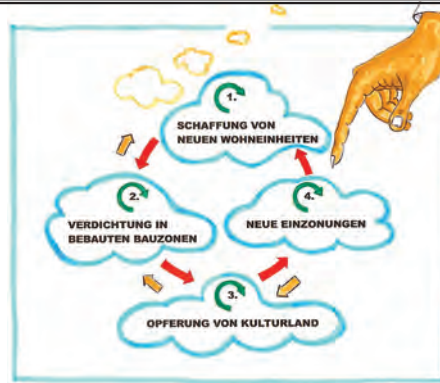 1.
SCHAFFUNG VON
NEUEN WOHNEINHEITEN
2.
VERDICHTUNG IN
BEBAUTEN BAUZONEN
4.
NEUE EINZONUNGEN
3.
OPFERUNG VON KULTURLAND